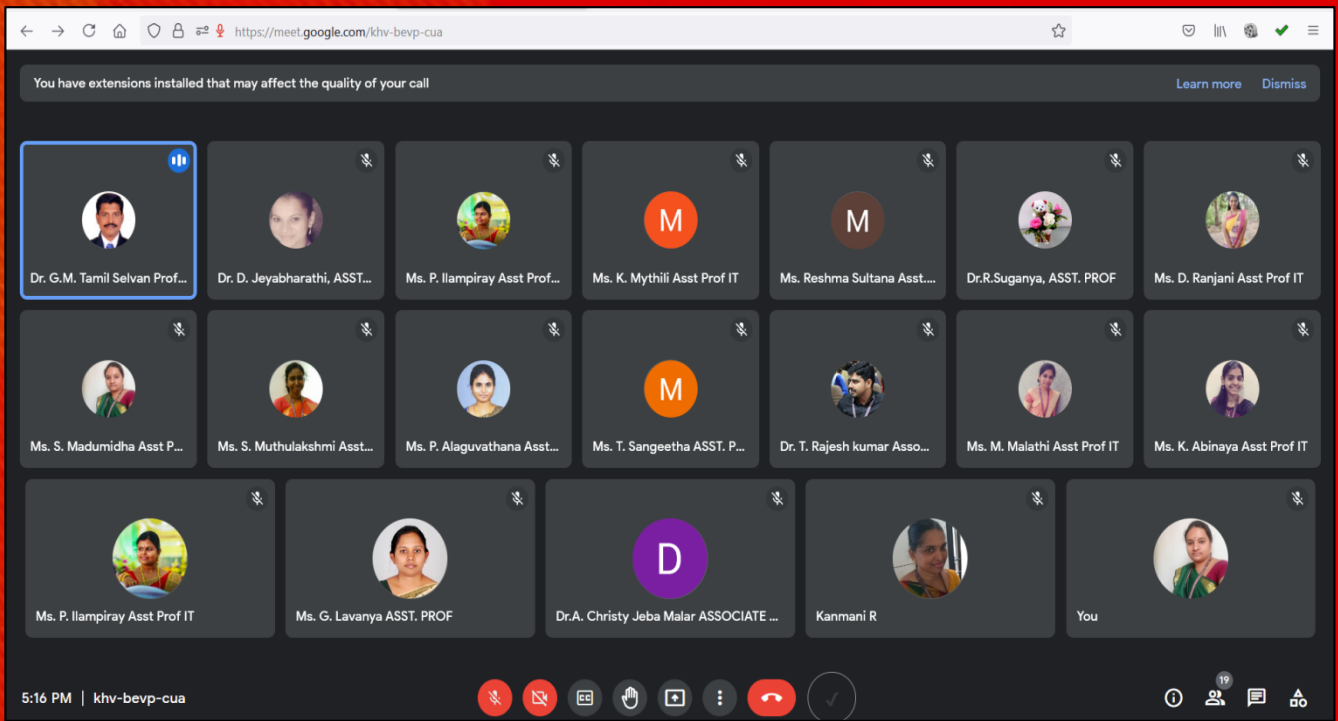 https://meet.google.com/khv-bevp-cua
You have extensions installed that may affect the quality of your call
Learn more
Dismiss
Dr. G.M. Tamil Selvan Prof...
Dr. D. Jeyabharathi, ASST...
Ms. P. Ilampiray Asst Prof...
M
Ms. K. Mythili Asst Prof IT
M
Ms. Reshma Sultana Asst....
Dr.R.Suganya, ASST. PROF
Ms. D. Ranjani Asst Prof IT
Ms. S. Madumidha Asst P...
Ms. S. Muthulakshmi Asst...
Ms. P. Alaguvathana Asst...
M
Ms. T. Sangeetha ASST. P...
Dr. T. Rajesh kumar Asso...
Ms. M. Malathi Asst Prof IT
Ms. K. Abinaya Asst Prof IT
Ms. P. Ilampiray Asst Prof IT
Ms. G. Lavanya ASST. PROF
D
Dr.A. Christy Jeba Malar ASSOCIATE ...
Kanmani R
You
5:16 PM | khv-bevp-cua
CC
19